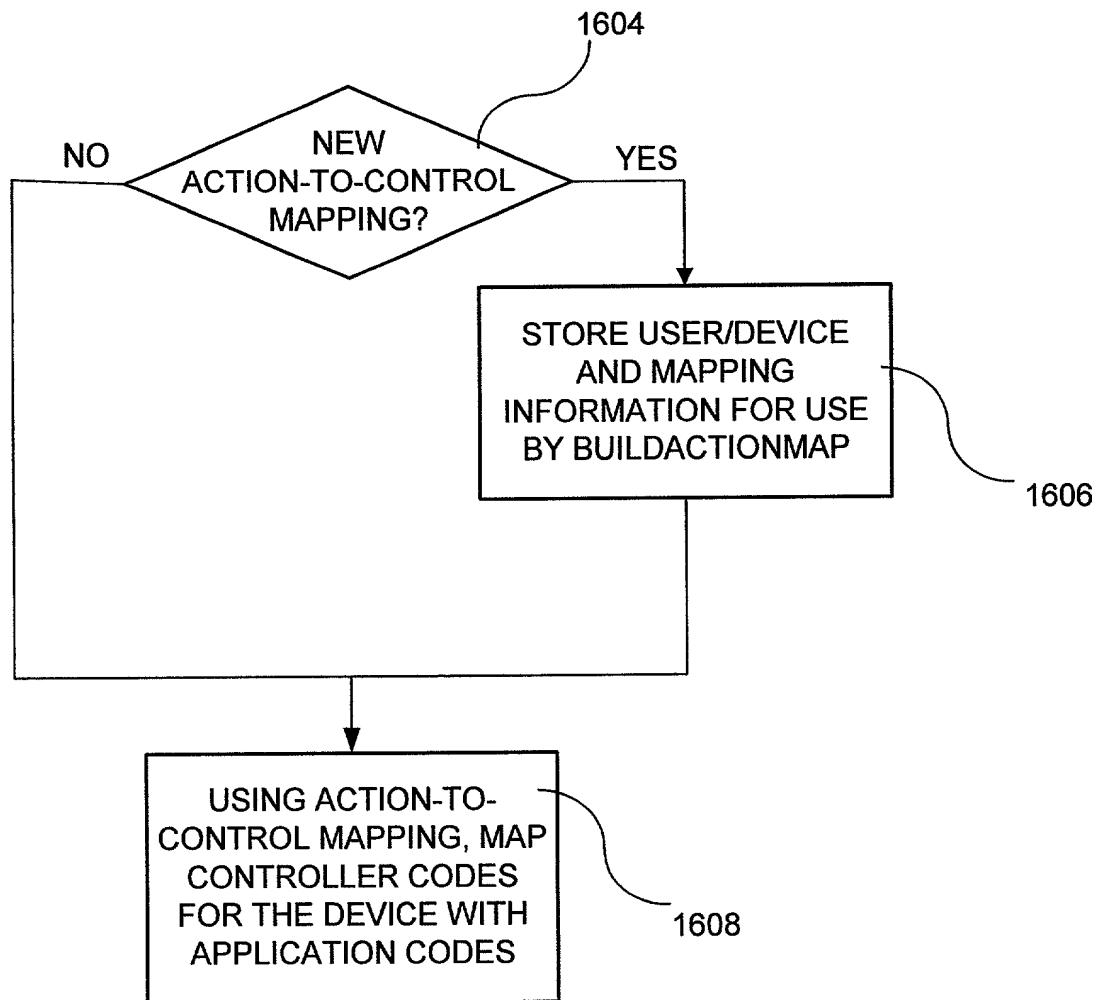 1604
NEW
ACTION-TO-CONTROL
MAPPING?
NO
YES
STORE USER/DEVICE
AND MAPPING
INFORMATION FOR USE
BY BUILDACTIONMAP
1606
USING ACTION-TO-
CONTROL MAPPING, MAP
CONTROLLER CODES
FOR THE DEVICE WITH
APPLICATION CODES
1608